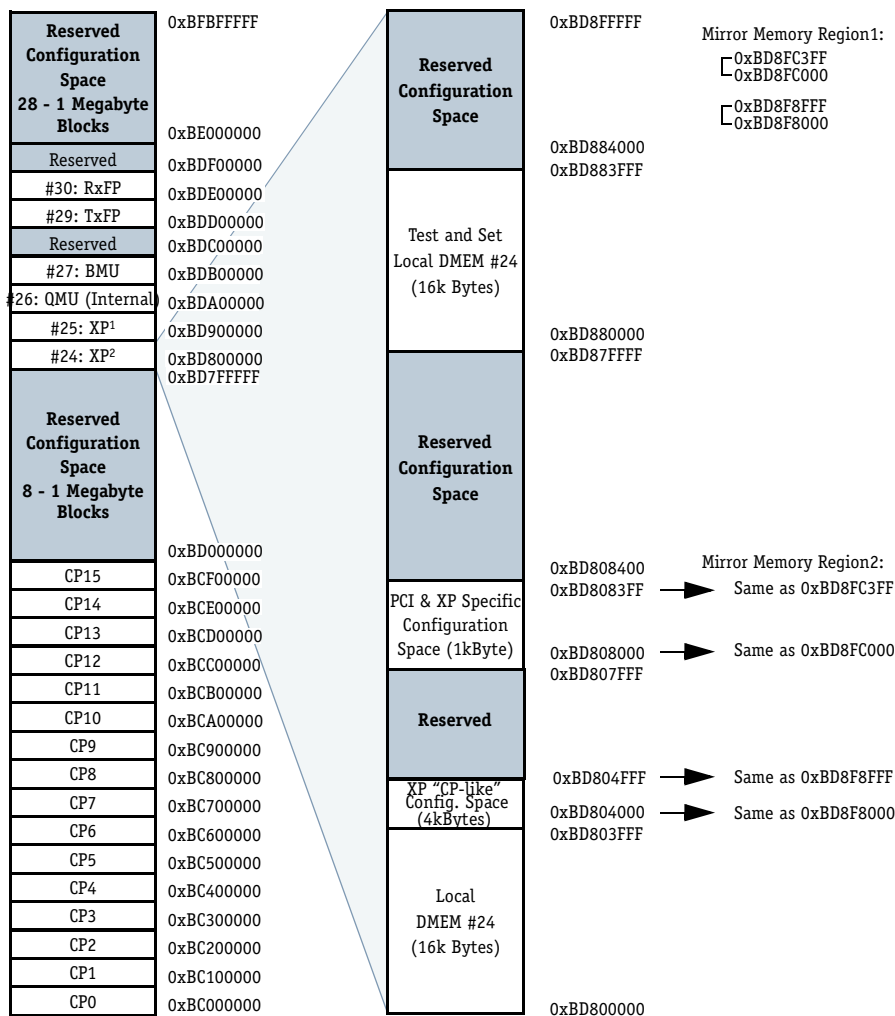 Reserved
Configuration
Space
28 - 1 Megabyte
Blocks
Reserved
#30: RxFP
#29: TxFP
Reserved
#27: BMU
#26: QMU (Internal)
#25: XP1
#24: XP2
Reserved
Configuration
Space
8 - 1 Megabyte
Blocks
CP15
CP14
CP13
CP12
CP11
CP10
CP9
CP8
CP7
CP6
CP5
CP4
CP3
CP2
CP1
CP0
0xBFBFFFFF
0xBE000000
0xBDF00000
0xBDE00000
0xBDD00000
0xBDC00000
0xBDB00000
0xBDA00000
0xBD900000
0xBD800000
0xBD7FFFFF
0xBD000000
0xBCF00000
0xBCE00000
0xBCD00000
0xBCC00000
0xBCB00000
0xBCA00000
0xBC900000
0xBC800000
0xBC700000
0xBC600000
0xBC500000
0xBC400000
0xBC300000
0xBC200000
0xBC100000
0xBC000000
Reserved
Configuration
Space
Test and Set
Local DMEM #24
(16k Bytes)
Reserved
Configuration
Space
PCI & XP Specific
Configuration
Space (1kByte)
Reserved
XP “CP-like”
Config. Space
(4kBytes)
Local
DMEM #24
(16k Bytes)
0xBD8FFFFF
0xBD884000
0xBD883FFF
0xBD880000
0xBD87FFFF
0xBD808400
0xBD8083FF
0xBD808000
0xBD807FFF
0xBD804FFF
0xBD804000
0xBD803FFF
0xBD800000
Mirror Memory Region1:
0xBD8FC3FF
0xBD8FC000
0xBD8F8FFF
0xBD8F8000
Mirror Memory Region2:
Same as 0xBD8FC3FF
Same as 0xBD8FC000
Same as 0xBD8F8FFF
Same as 0xBD8F8000